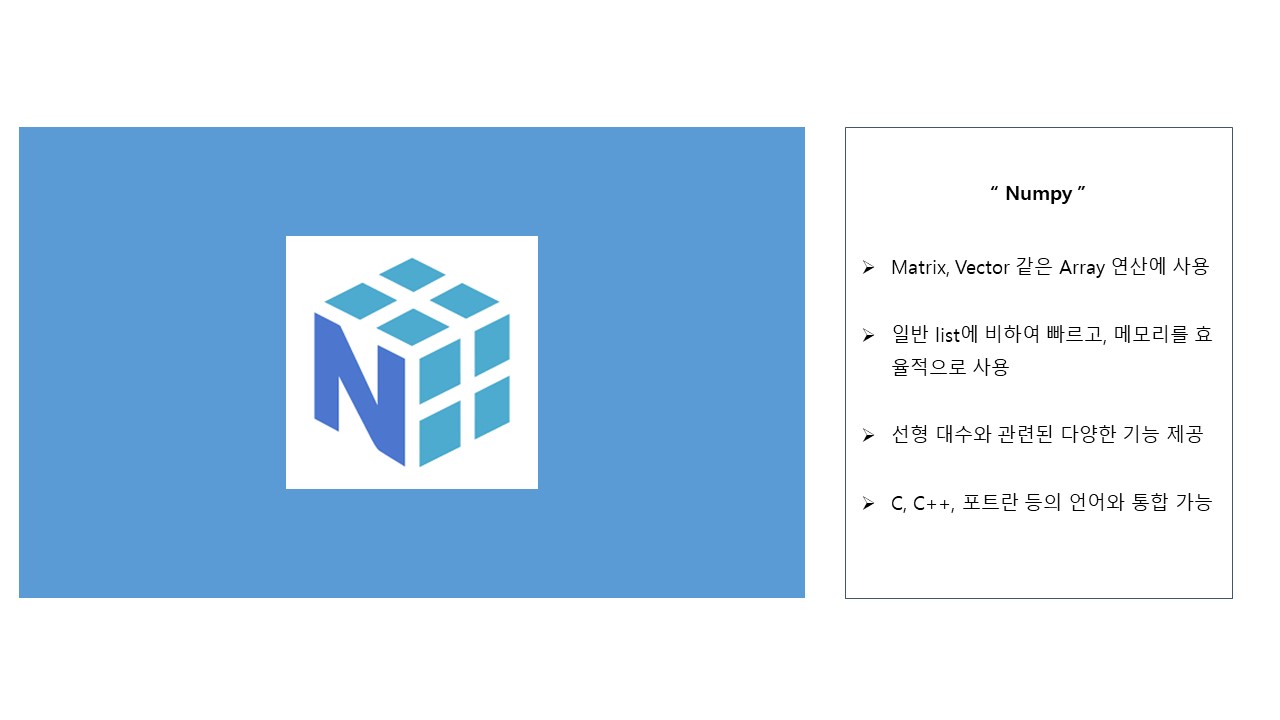 “ Numpy ”
➢ Matrix, Vector 같은 Array 연산에 사용
➢ 일반 list에 비하여 빠르고, 메모리를 효
율적으로 사용
➢ 선형 대수와 관련된 다양한 기능 제공
➢ C, C++, 포트란 등의 언어와 통합 가능
N